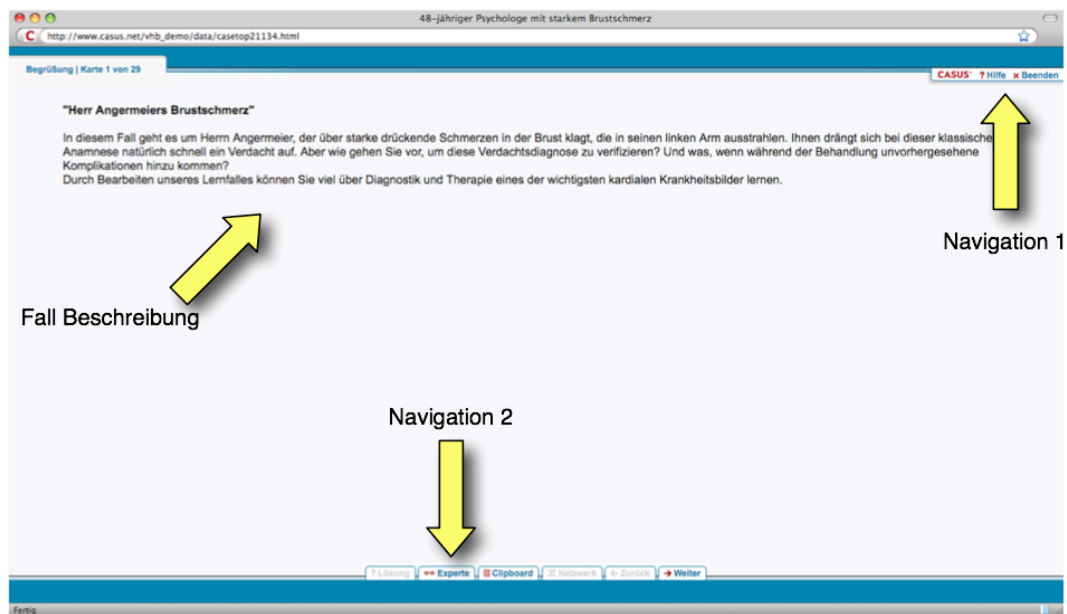 48-jähriger Psychologe mit starkem Brustschmerz
C http://www.casus.net/vhb_demo/data/casetop21134.html
Begrüßung | Karte 1 von 29
CASUS° ? Hilfe x Beenden
"Herr Angermeiers Brustschmerz"
In diesem Fall geht es um Herrn Angermeier, der über starke drückende Schmerzen in der Brust klagt, die in seinen linken Arm ausstrahlen. Ihnen drängt sich bei dieser klassische
Anamnese natürlich schnell ein Verdacht auf. Aber wie gehen Sie vor, um diese Verdachtsdiagnose zu verifizieren? Und was, wenn während der Behandlung unvorhergesehene
Komplikationen hinzu kommen?
Durch Bearbeiten unseres Lernfalles können Sie viel über Diagnostik und Therapie eines der wichtigsten kardialen Krankheitsbilder lernen.
Navigation 1
Fall Beschreibung
Navigation 2
? Lösung Experte Clipboard Netzwerk ← Zurück → Weiter
Fertig